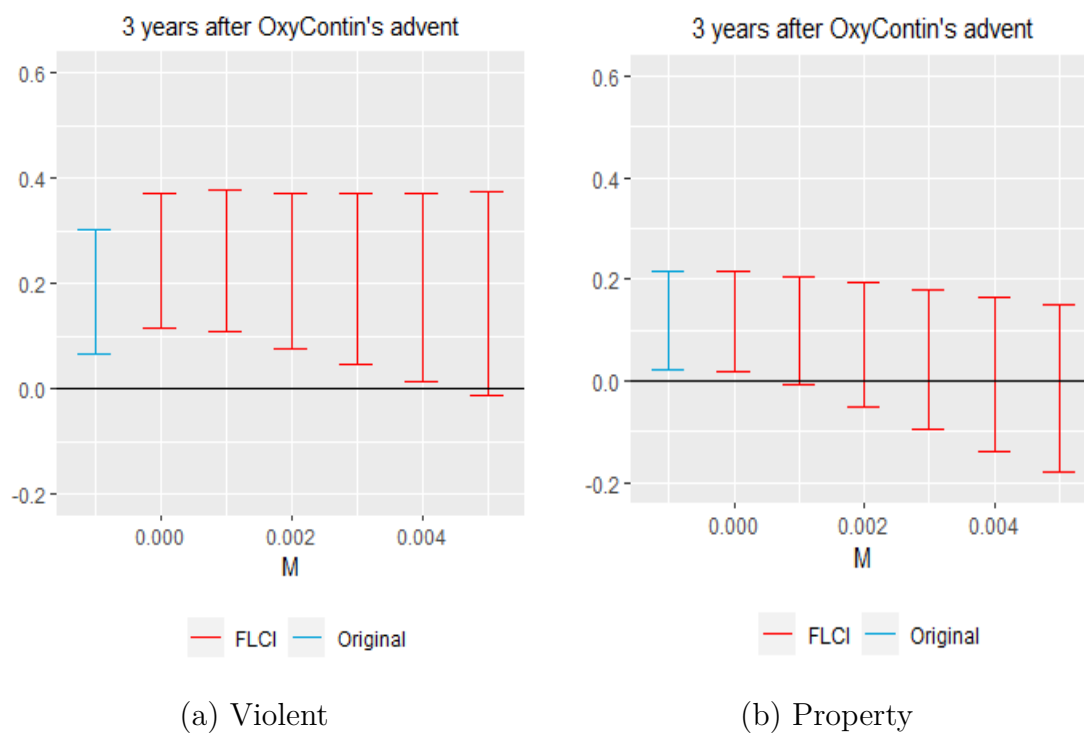 3 years after OxyContin's advent
0.6
0.4
0.2
0.0
-0.2
0.000 0.002 0.004
M
FLCI Original
(a) Violent
3 years after OxyContin's advent
0.6
0.4
0.2
0.0
-0.2
0.000 0.002 0.004
M
FLCI Original
(b) Property